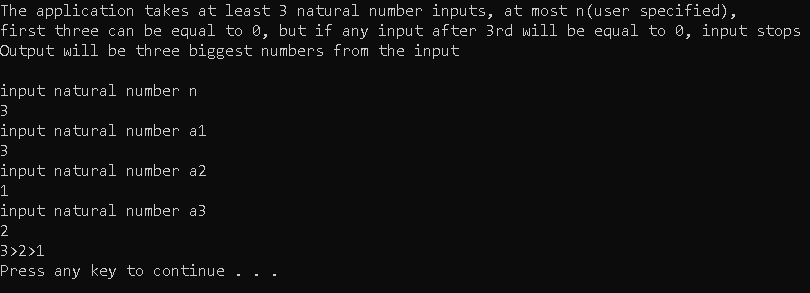 The application takes at least 3 natural number inputs, at most n(user specified),
first three can be equal to 0, but if any input after 3rd will be equal to 0, input stops
Output will be three biggest numbers from the input
input natural number n
3
input natural number a1
3
input natural number a2
1
input natural number a3
2
3>2>1
Press any key to continue . . .